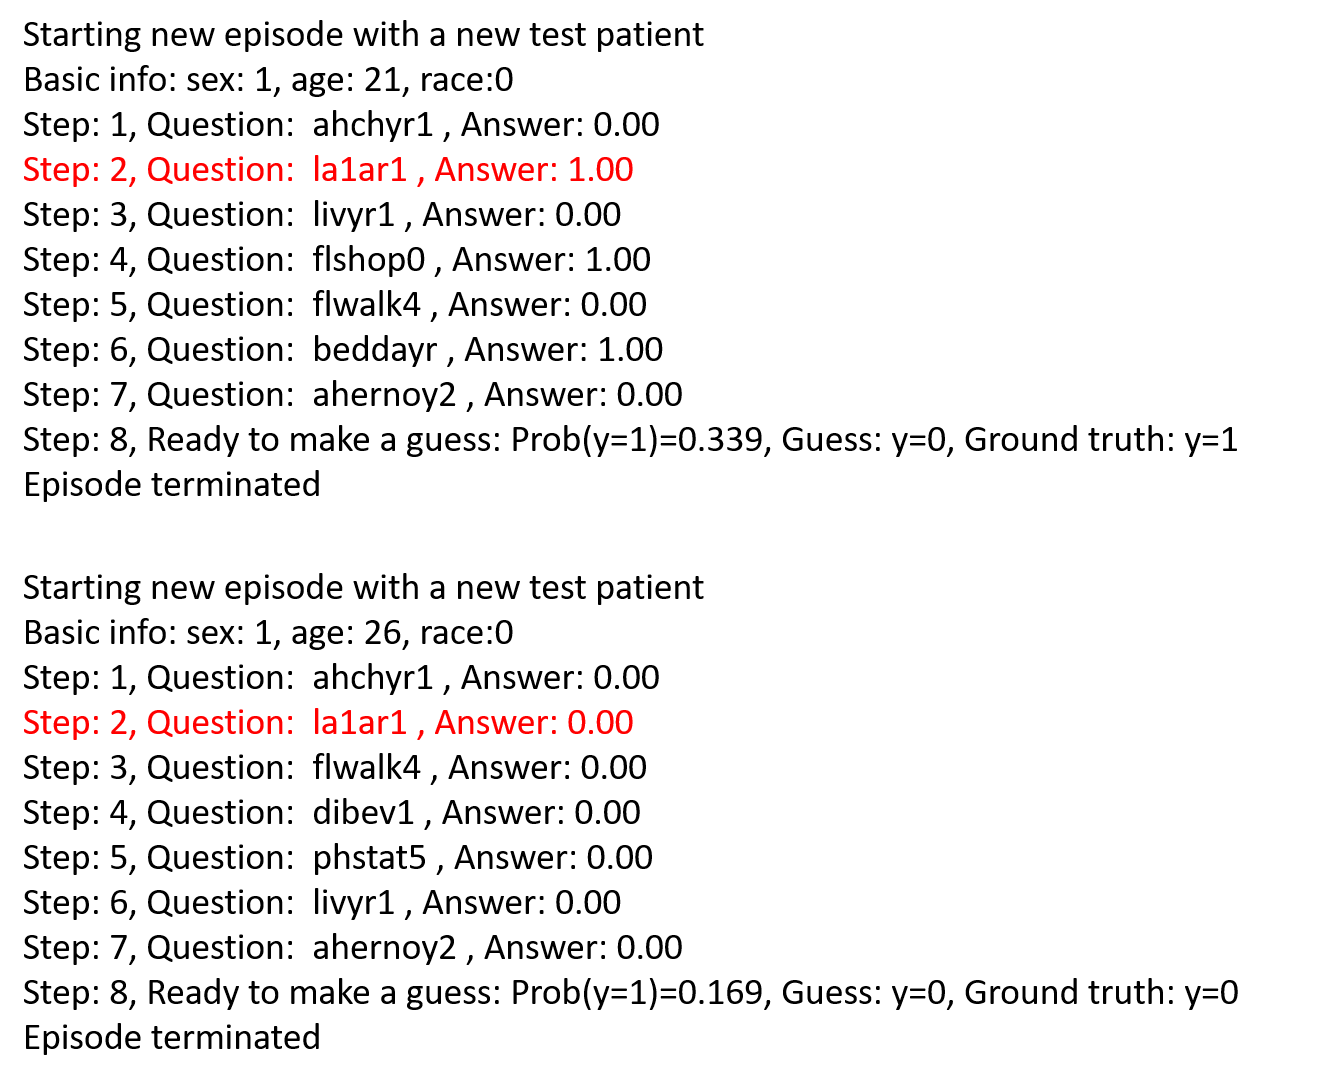 Starting new episode with a new test patient
Basic info: sex: 1, age: 21, race:0
Step: 1, Question:  ahchyr1 , Answer: 0.00
Step: 2, Question:  la1ar1 , Answer: 1.00
Step: 3, Question:  livyr1 , Answer: 0.00
Step: 4, Question:  flshop0 , Answer: 1.00
Step: 5, Question:  flwalk4 , Answer: 0.00
Step: 6, Question:  beddayr , Answer: 1.00
Step: 7, Question:  ahernoy2 , Answer: 0.00
Step: 8, Ready to make a guess: Prob(y=1)=0.339, Guess: y=0, Ground truth: y=1
Episode terminated
Starting new episode with a new test patient
Basic info: sex: 1, age: 26, race:0
Step: 1, Question:  ahchyr1 , Answer: 0.00
Step: 2, Question:  la1ar1 , Answer: 0.00
Step: 3, Question:  flwalk4 , Answer: 0.00
Step: 4, Question:  dibev1 , Answer: 0.00
Step: 5, Question:  phstat5 , Answer: 0.00
Step: 6, Question:  livyr1 , Answer: 0.00
Step: 7, Question:  ahernoy2 , Answer: 0.00
Step: 8, Ready to make a guess: Prob(y=1)=0.169, Guess: y=0, Ground truth: y=0
Episode terminated